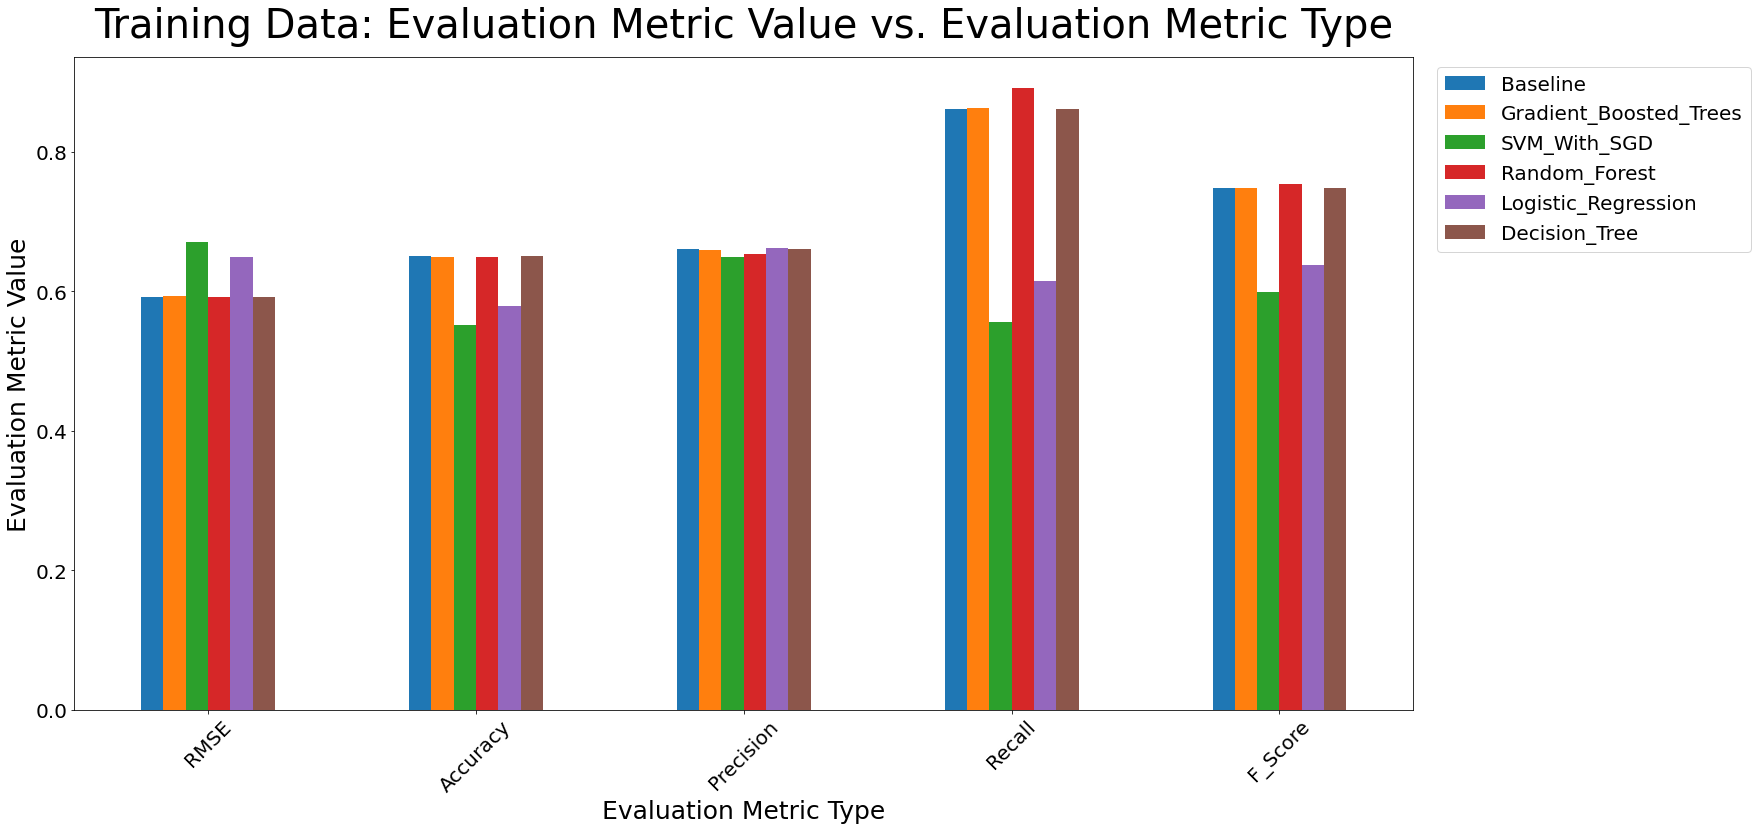 Training Data: Evaluation Metric Value vs. Evaluation Metric Type
Evaluation Metric Value
0.8
0.6
0.4
0.2
0.0
RMSE
Accuracy
Precision
Recall
F_Score
Evaluation Metric Type
Baseline
Gradient_Boosted_Trees
SVM_With_SGD
Random_Forest
Logistic_Regression
Decision_Tree